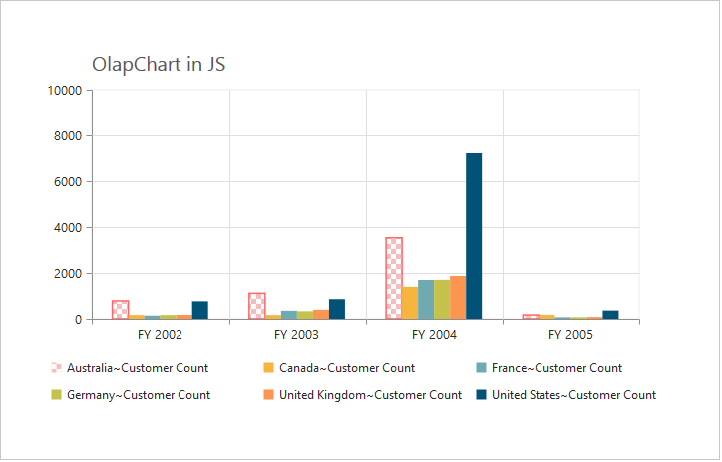 OlapChart in JS
10000
8000
6000
4000
2000
0
FY 2002 FY 2003 FY 2004 FY 2005
Australia~Customer Count Canada~Customer Count France~Customer Count
Germany~Customer Count United Kingdom~Customer Count United States~Customer Count